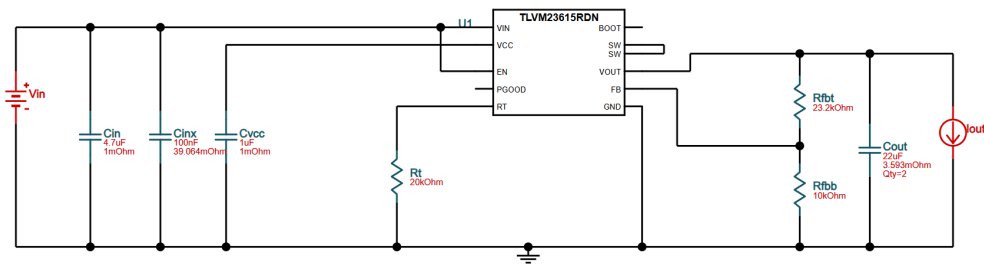 TLVM23615RDN
U1
VIN
BOOT
VCC
SW
SW
EN
VOUT
PGOOD
FB
RT
GND
+
Vin
-
Cin
4.7uF
1mOhm
Cinx
100nF
39.064mOhm
Cvcc
1uF
1mOhm
Rt
20kOhm
Rfbt
23.2kOhm
Rfbb
10kOhm
Cout
22uF
3.593mOhm
Qty=2
Iout